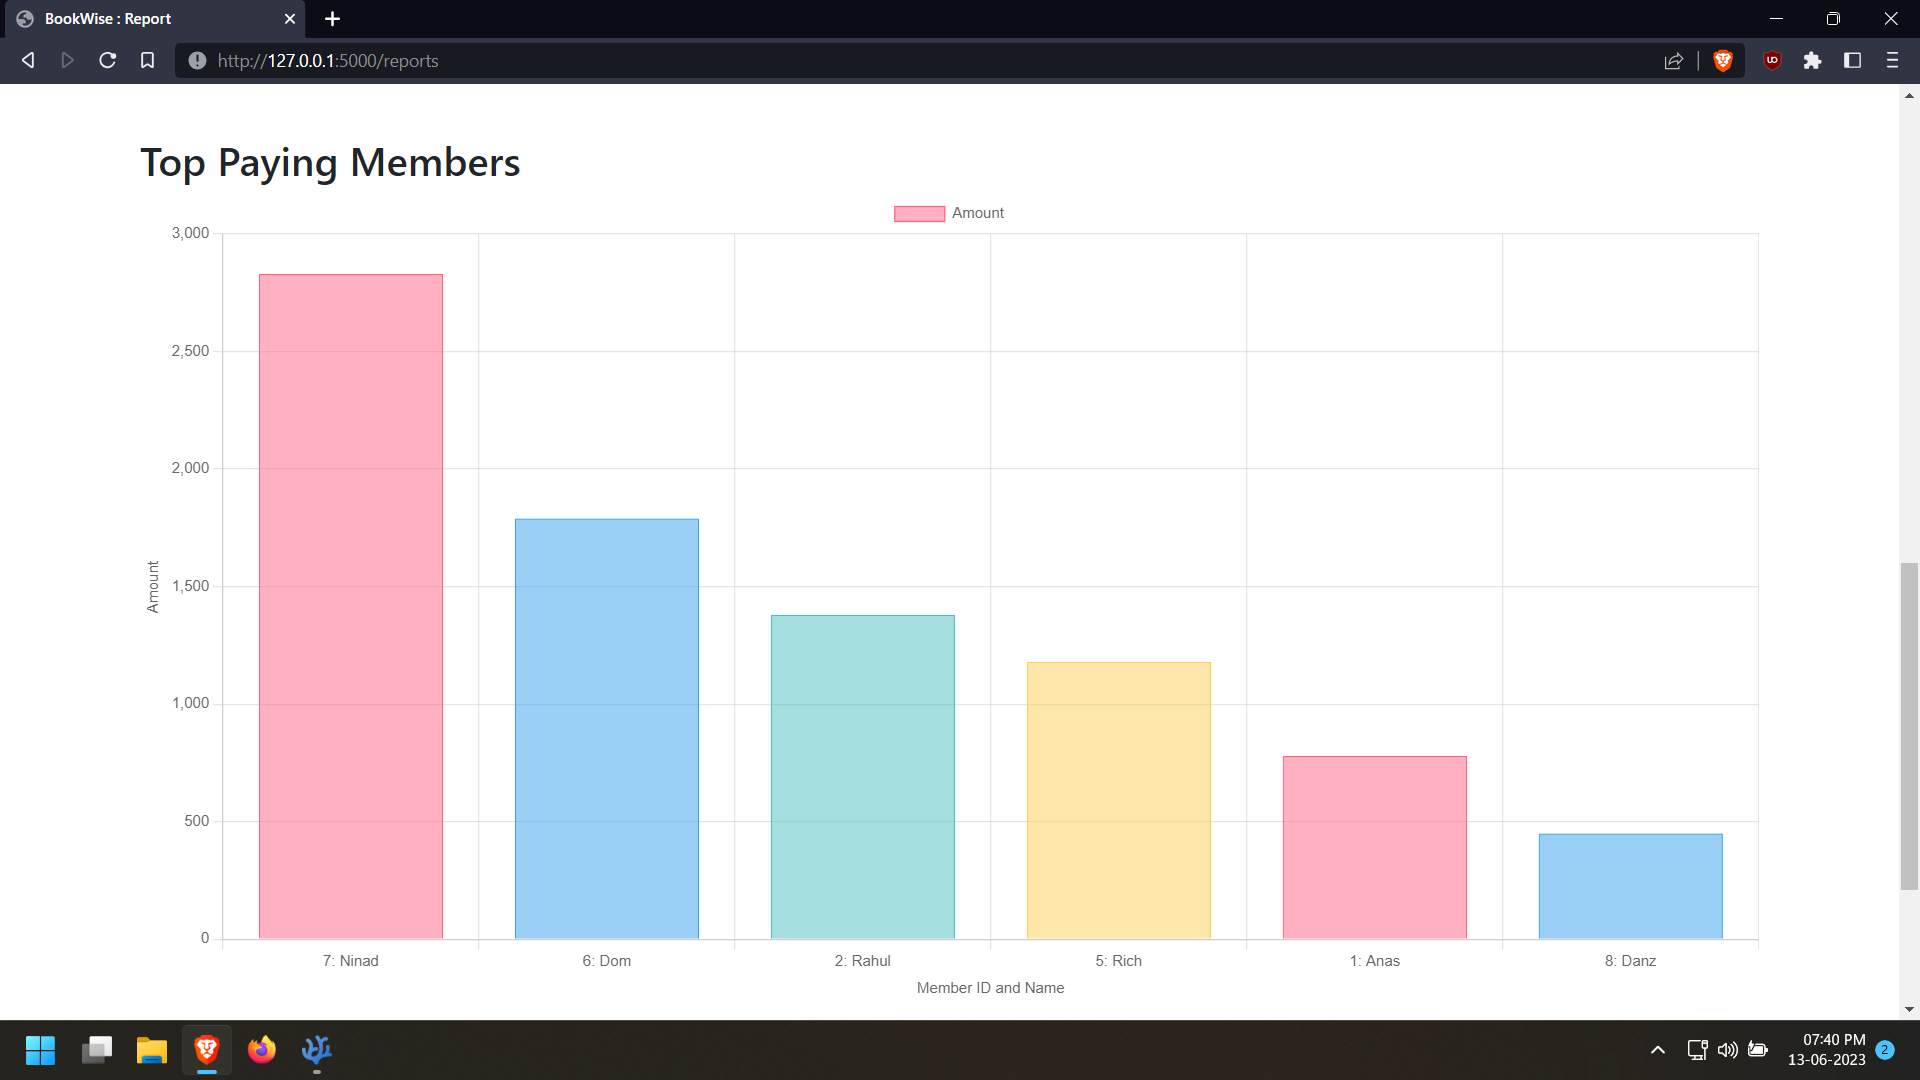 BookWise : Report
http://127.0.0.1:5000/reports
Top Paying Members
Amount
3,000
2,500
2,000
1,500
1,000
500
0
Amount
7: Ninad
6: Dom
2: Rahul
5: Rich
1: Anas
8: Danz
Member ID and Name
07:40 PM
13-06-2023
2